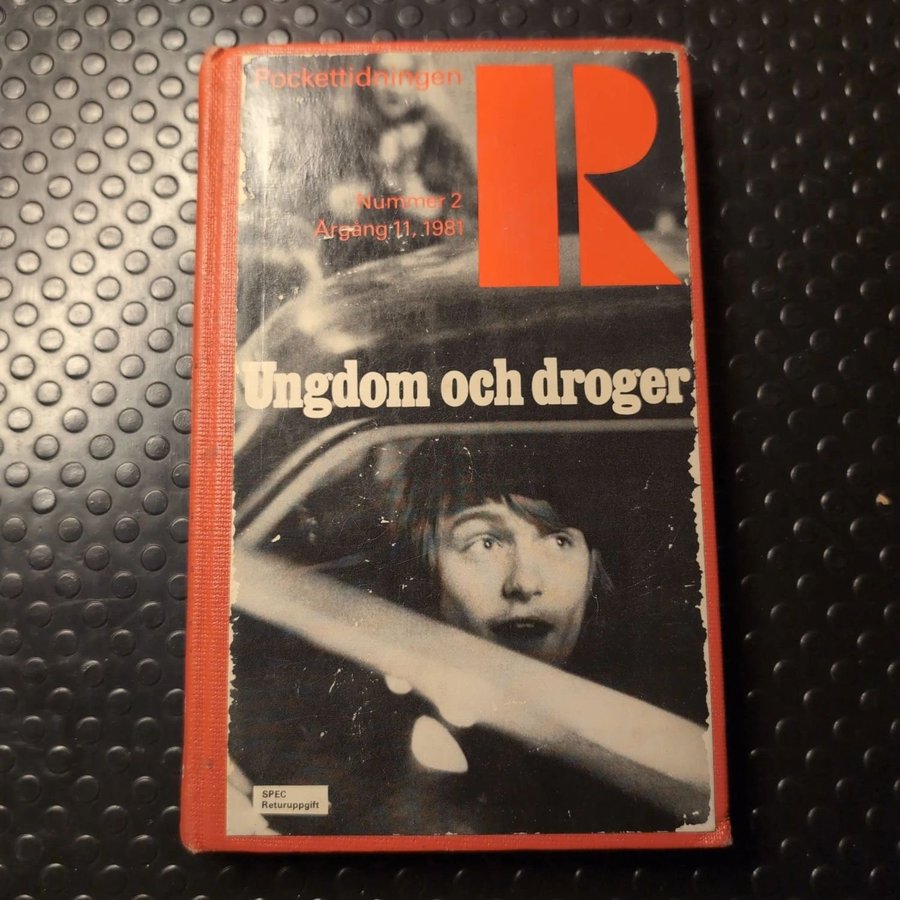 Pockettidningen
R
Nummer 2
Årgång 11, 1981
Ungdom och droger
SPEC
Returuppgift